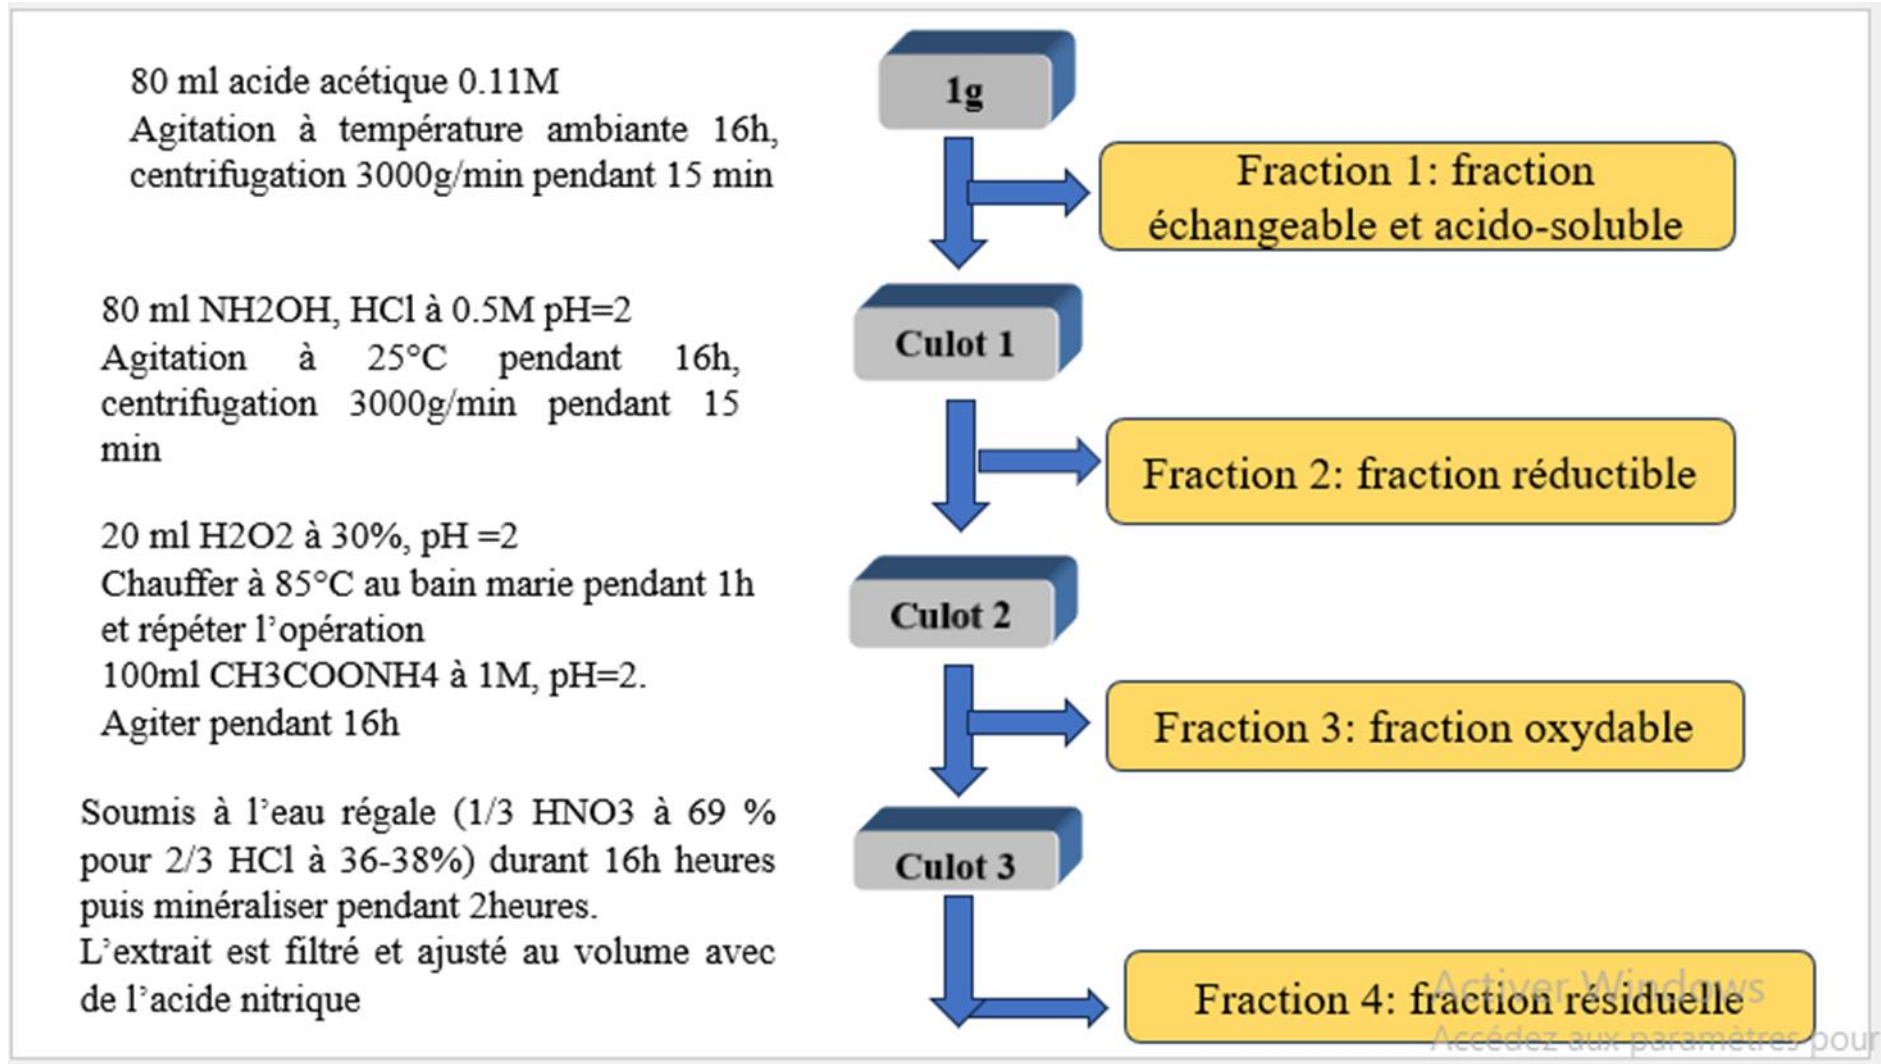 80 ml acide acétique 0.11M
Agitation à température ambiante 16h,
centrifugation 3000g/min pendant 15 min
1g
Fraction 1: fraction
échangeable et acido-soluble
80 ml NH2OH, HCl à 0.5M pH=2
Agitation à 25°C pendant 16h,
centrifugation 3000g/min pendant 15
min
Culot 1
Fraction 2: fraction réductible
20 ml H2O2 à 30%, pH =2
Chauffer à 85°C au bain marie pendant 1h
et répéter l’opération
100ml CH3COONH4 à 1M, pH=2.
Agiter pendant 16h
Culot 2
Fraction 3: fraction oxydable
Soumis à l’eau régale (1/3 HNO3 à 69 %
pour 2/3 HCl à 36-38%) durant 16h heures
puis minéraliser pendant 2heures.
L’extrait est filtré et ajusté au volume avec
de l’acide nitrique
Culot 3
Fraction 4: fraction résiduelle
Activer Windows
Accédez aux paramètres pour